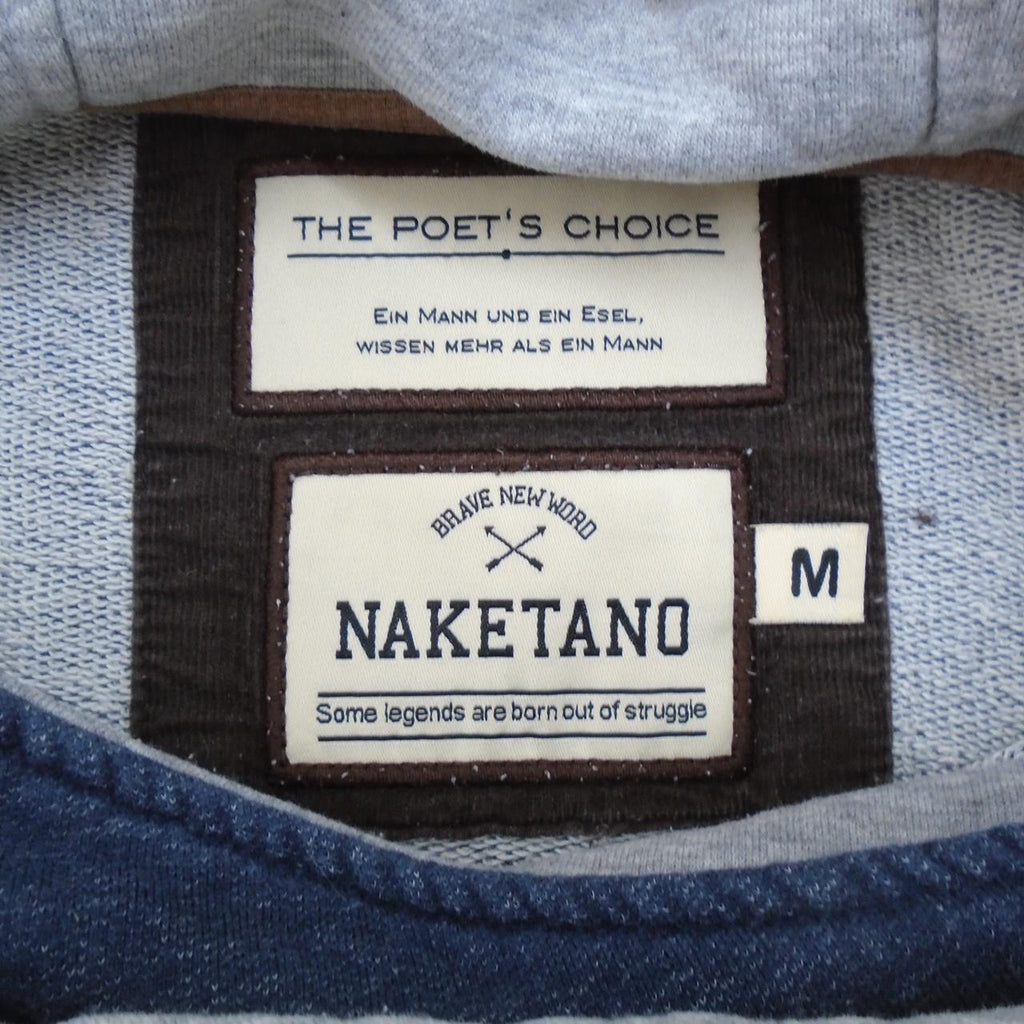 THE POET‘S CHOICE
EIN MANN UND EIN ESEL,
WISSEN MEHR ALS EIN MANN
BRAVE NEW WORD
NAKETANO
Some legends are born out of struggle
M